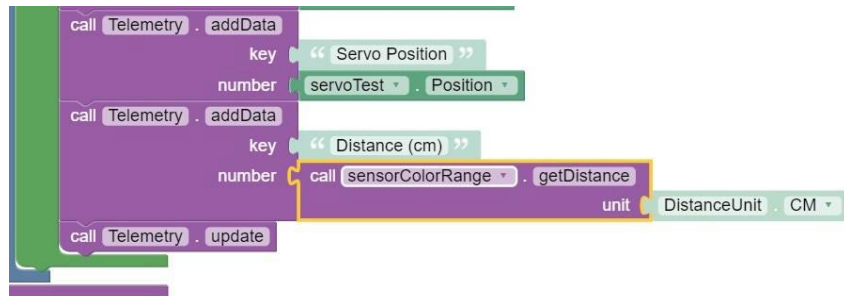 call Telemetry . addData
key “ Servo Position ”
number servoTest . Position
call Telemetry . addData
key “ Distance (cm) ”
number call sensorColorRange . getDistance
unit DistanceUnit . CM
call Telemetry . update